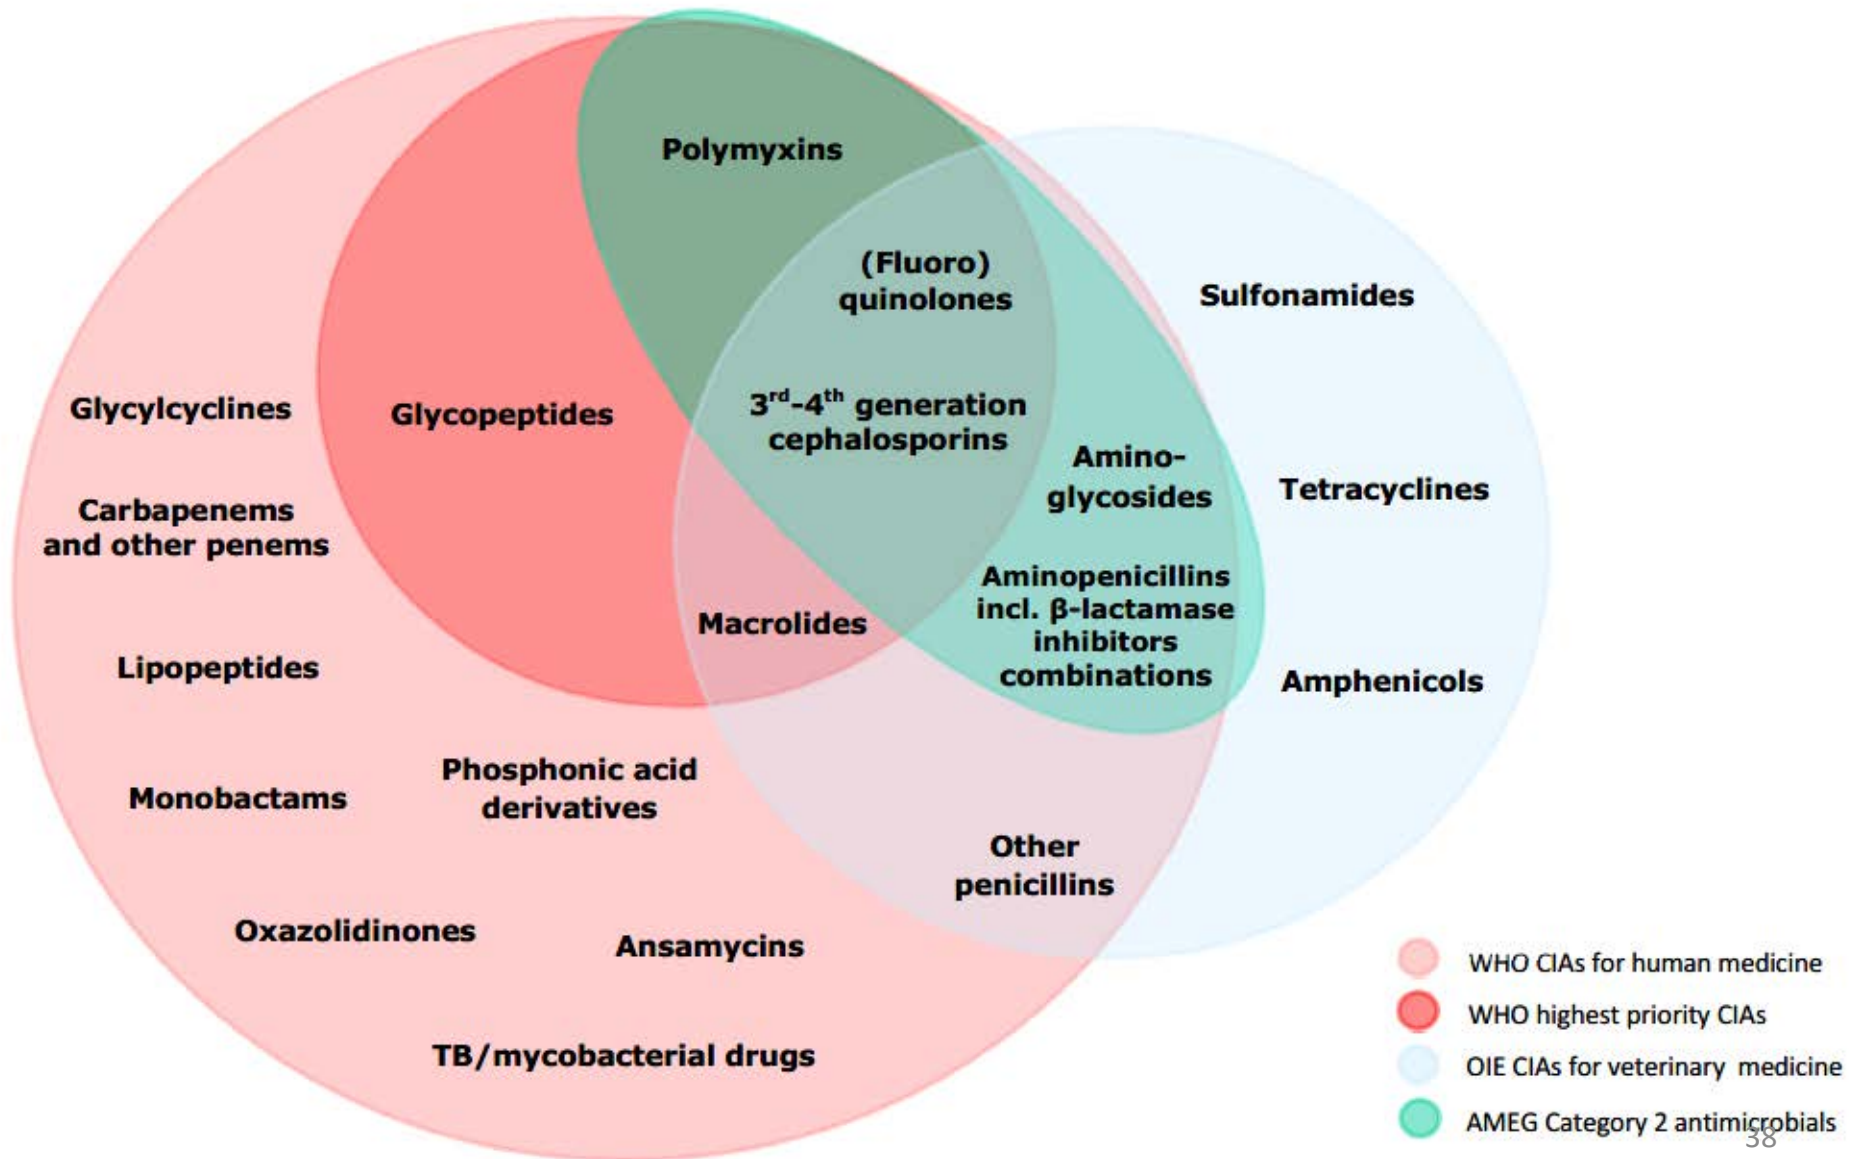 Polymyxins
(Fluoro)
quinolones
Sulfonamides
Glycylcyclines
Glycopeptides
3rd-4th generation
cephalosporins
Amino-
glycosides
Tetracyclines
Carbapenems
and other penems
Aminopenicillins
incl. β-lactamase
inhibitors
combinations
Macrolides
Lipopeptides
Amphenicols
Phosphonic acid
derivatives
Monobactams
Other
penicillins
Oxazolidinones
Ansamycins
TB/mycobacterial drugs
WHO CIAs for human medicine
WHO highest priority CIAs
OIE CIAs for veterinary medicine
AMEG Category 2 antimicrobials
38